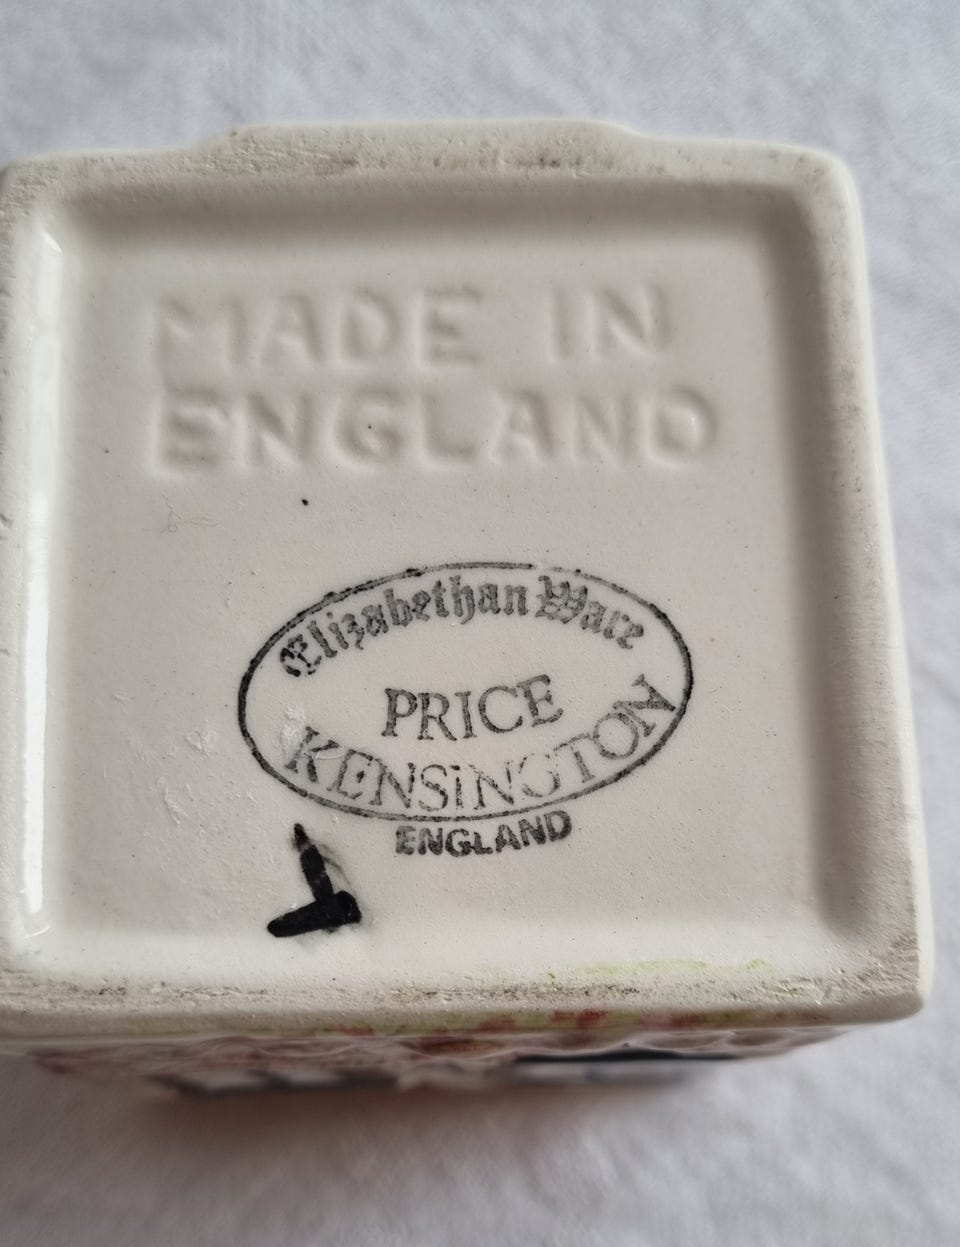 MADE IN
ENGLAND
Elizabethan Ware
PRICE
KENSINGTON
ENGLAND